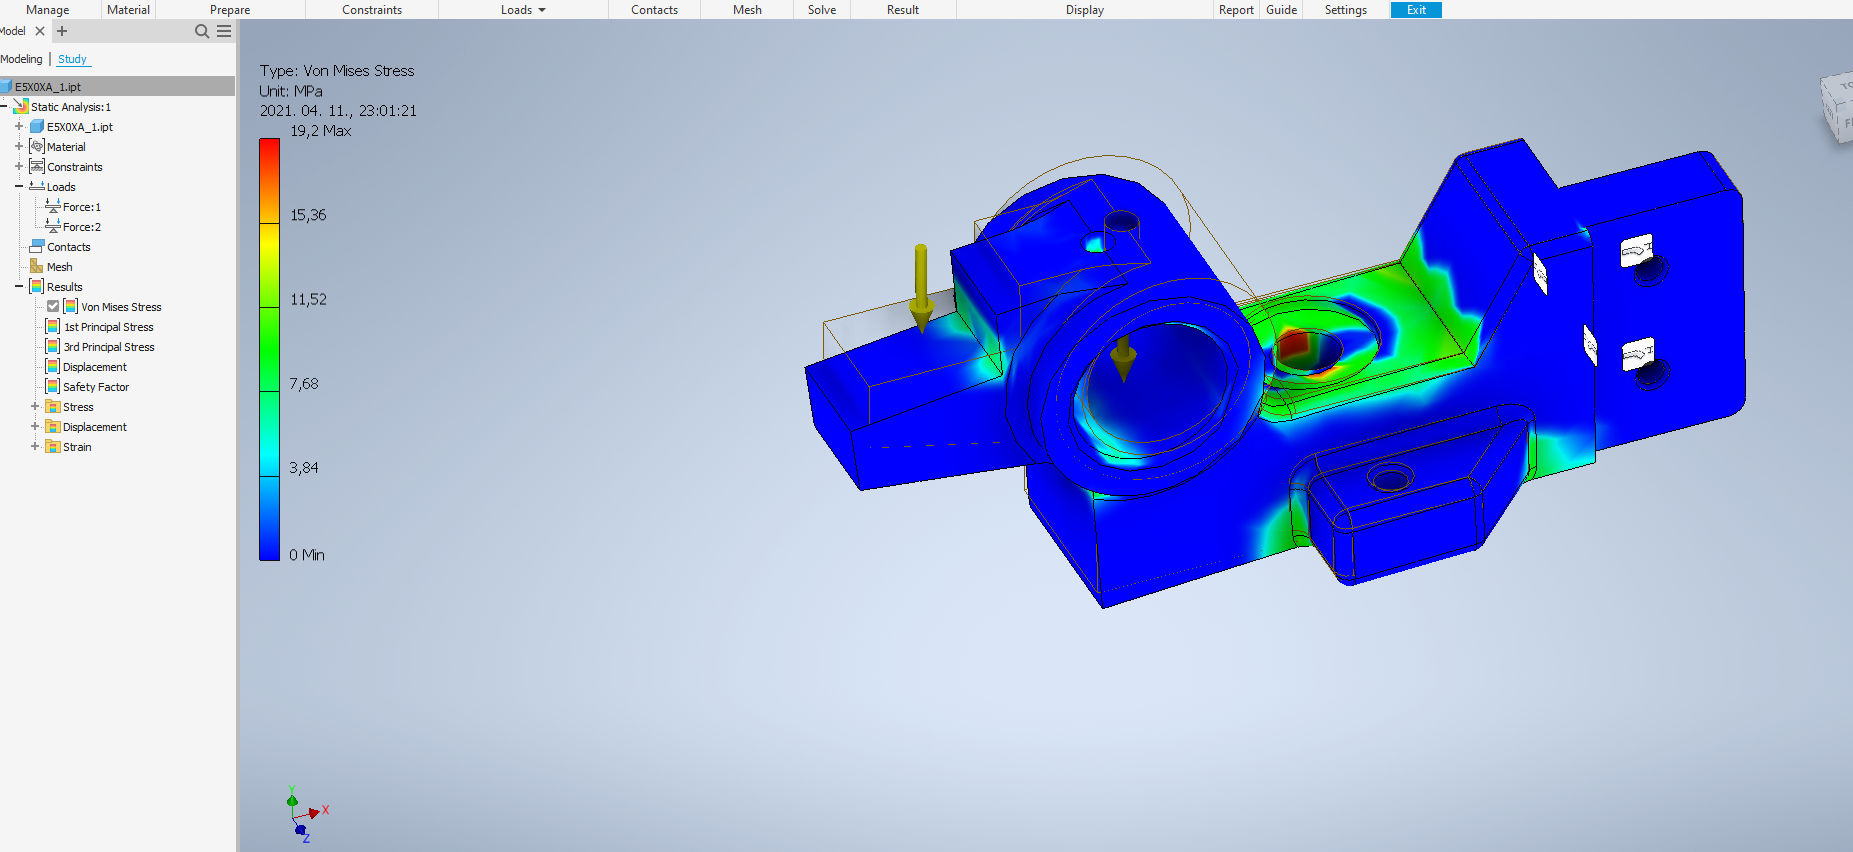 Manage Material Prepare Constraints Loads Contacts Mesh Solve Result Display Report Guide Settings Exit
Model
Modeling Study
E5X0XA_1.ipt
Static Analysis:1
E5X0XA_1.ipt
Material
Constraints
Loads
Force:1
Force:2
Contacts
Mesh
Results
Von Mises Stress
1st Principal Stress
3rd Principal Stress
Displacement
Safety Factor
Stress
Displacement
Strain
Type: Von Mises Stress
Unit: MPa
2021. 04. 11., 23:01:21
19,2 Max
15,36
11,52
7,68
3,84
0 Min
Y
X
Z